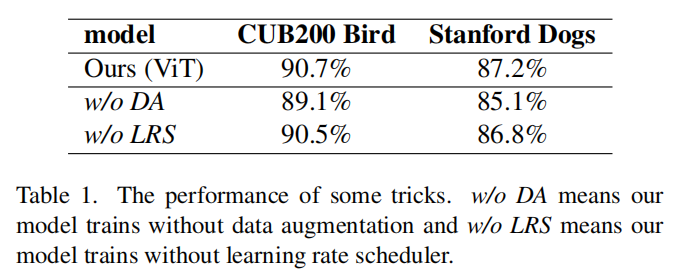 model CUB200 Bird Stanford Dogs
Ours (ViT) 90.7% 87.2%
w/o DA 89.1% 85.1%
w/o LRS 90.5% 86.8%
Table 1. The performance of some tricks. w/o DA means our
model trains without data augmentation and w/o LRS means our
model trains without learning rate scheduler.